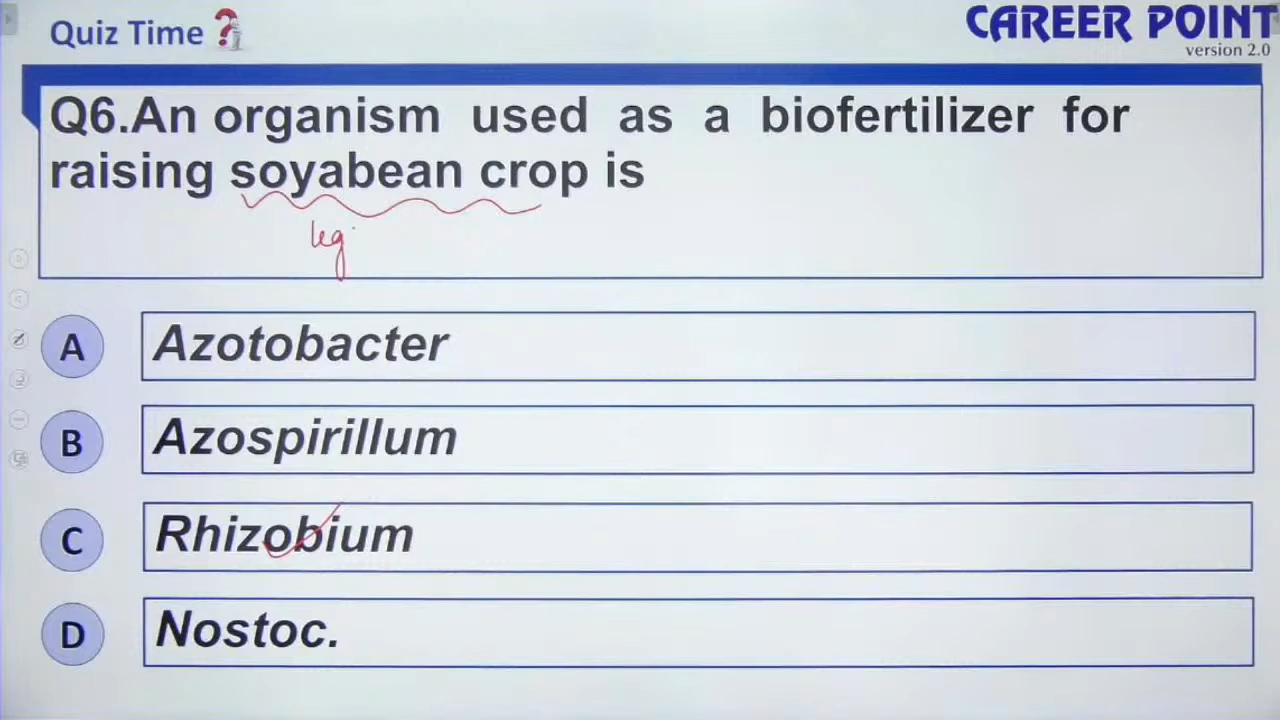 Quiz Time
CAREER POINT
version 2.0
Q6.An organism used as a biofertilizer for
raising soyabean crop is
leg
A Azotobacter
B Azospirillum
C Rhizobium
D Nostoc.